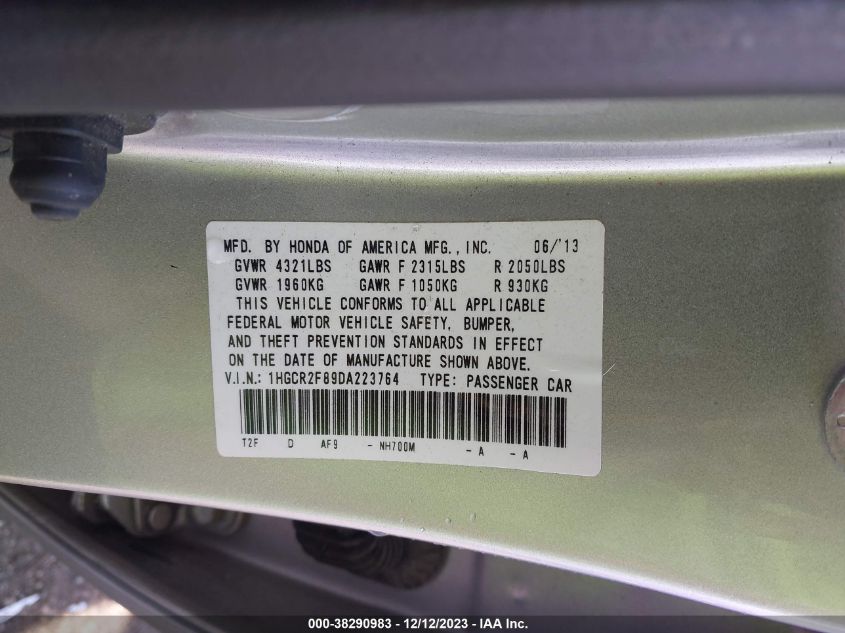 MFD. BY HONDA OF AMERICA MFG., INC. 06/'13
GVWR 4321LBS GAWR F 2315LBS R 2050LBS
GVWR 1960KG GAWR F 1050KG R 930KG
THIS VEHICLE CONFORMS TO ALL APPLICABLE
FEDERAL MOTOR VEHICLE SAFETY, BUMPER,
AND THEFT PREVENTION STANDARDS IN EFFECT
ON THE DATE OF MANUFACTURE SHOWN ABOVE.
V.I.N.: 1HGCR2F89DA223764 TYPE: PASSENGER CAR
T2F D AF9 - NH700M - A - A
000-38290983 - 12/12/2023 - IAA Inc.